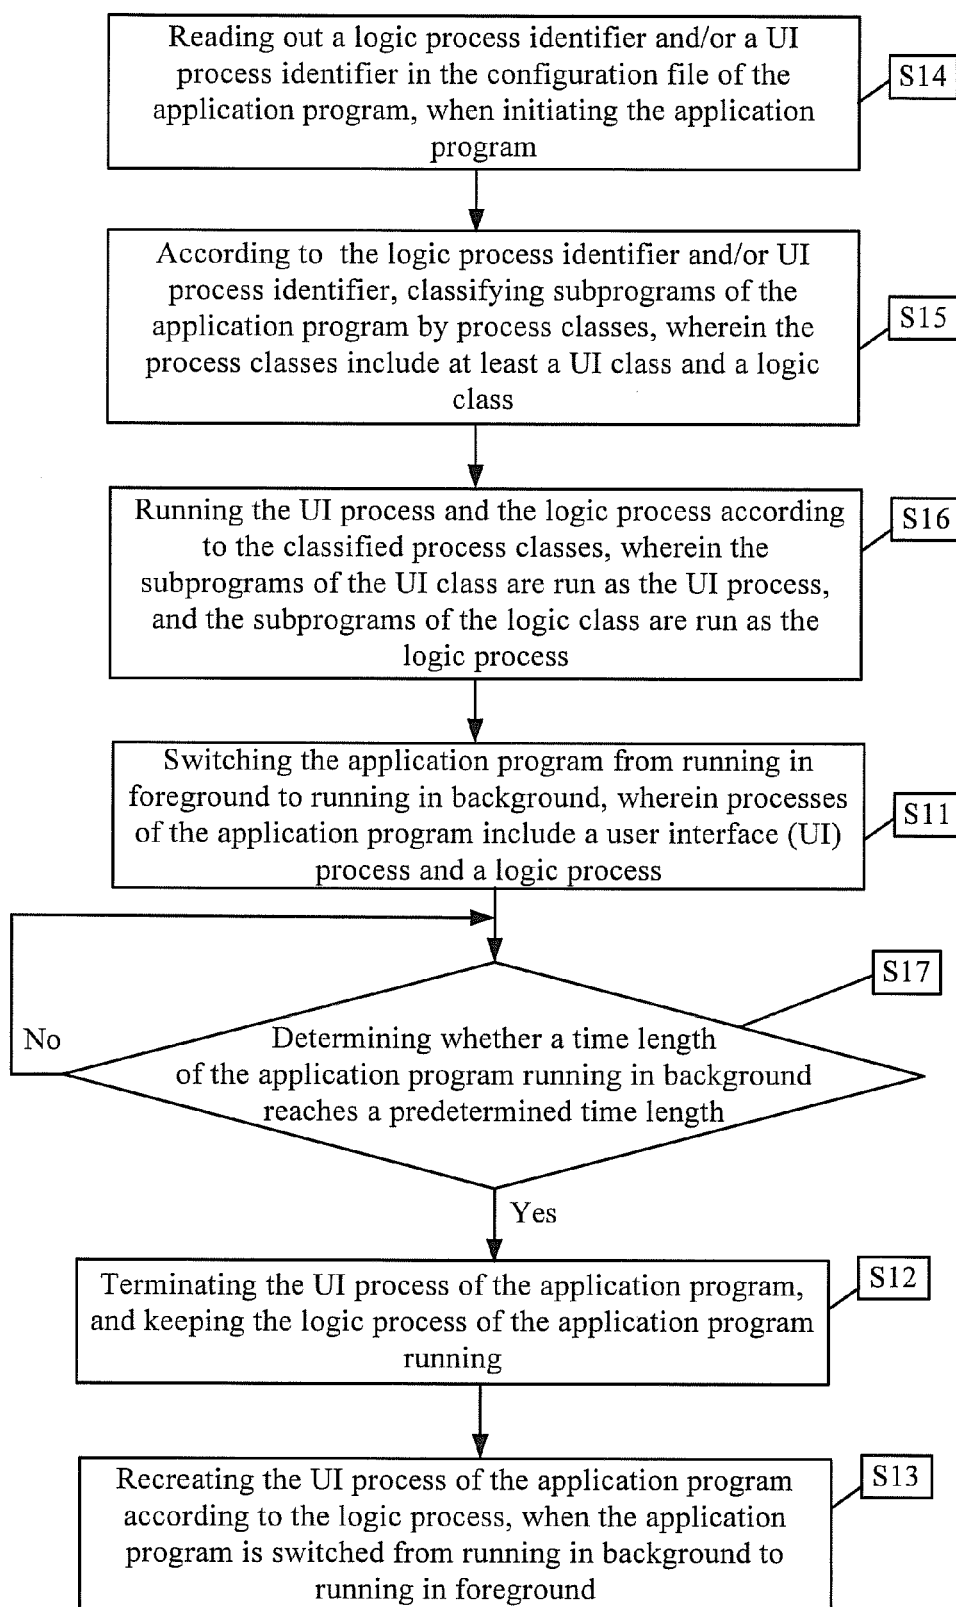 Reading out a logic process identifier and/or a UI
process identifier in the configuration file of the
application program, when initiating the application
program
S14
According to the logic process identifier and/or UI
process identifier, classifying subprograms of the
application program by process classes, wherein the
process classes include at least a UI class and a logic
class
S15
Running the UI process and the logic process according
to the classified process classes, wherein the
subprograms of the UI class are run as the UI process,
and the subprograms of the logic class are run as the
logic process
S16
Switching the application program from running in
foreground to running in background, wherein processes
of the application program include a user interface (UI)
process and a logic process
S11
S17
No
Determining whether a time length
of the application program running in background
reaches a predetermined time length
Yes
Terminating the UI process of the application program,
and keeping the logic process of the application program
running
S12
Recreating the UI process of the application program
according to the logic process, when the application
program is switched from running in background to
running in foreground
S13